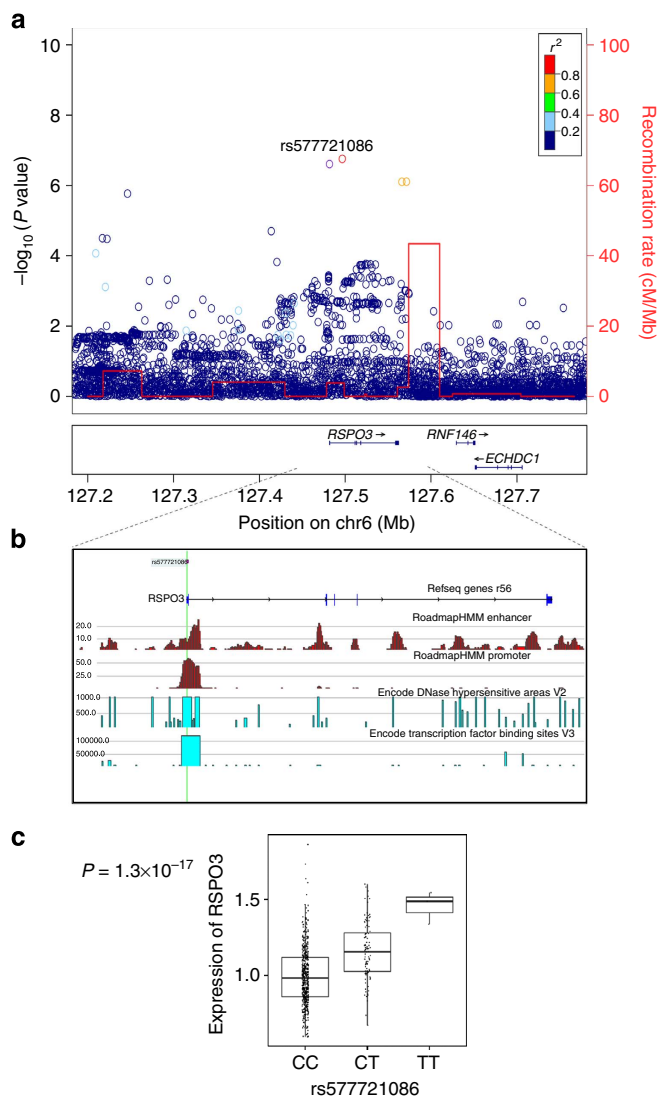 a
10
8
6
4
2
0
–log10 (P value)
rs577721086
r2
0.8
0.6
0.4
0.2
100
80
60
40
20
0
Recombination rate (cM/Mb)
RSPO3→
RNF146→
←ECHDC1
127.2 127.3 127.4 127.5 127.6 127.7
Position on chr6 (Mb)
b
rs577721086
RSPO3
Refseq genes r56
RoadmapHMM enhancer
20.0
10.0
RoadmapHMM promoter
50.0
25.0
Encode DNase hypersensitive areas V2
1000.0
500.0
Encode transcription factor binding sites V3
100000.0
50000.0
c
P = 1.3×10–17
Expression of RSPO3
1.5
1.0
CC CT TT
rs577721086